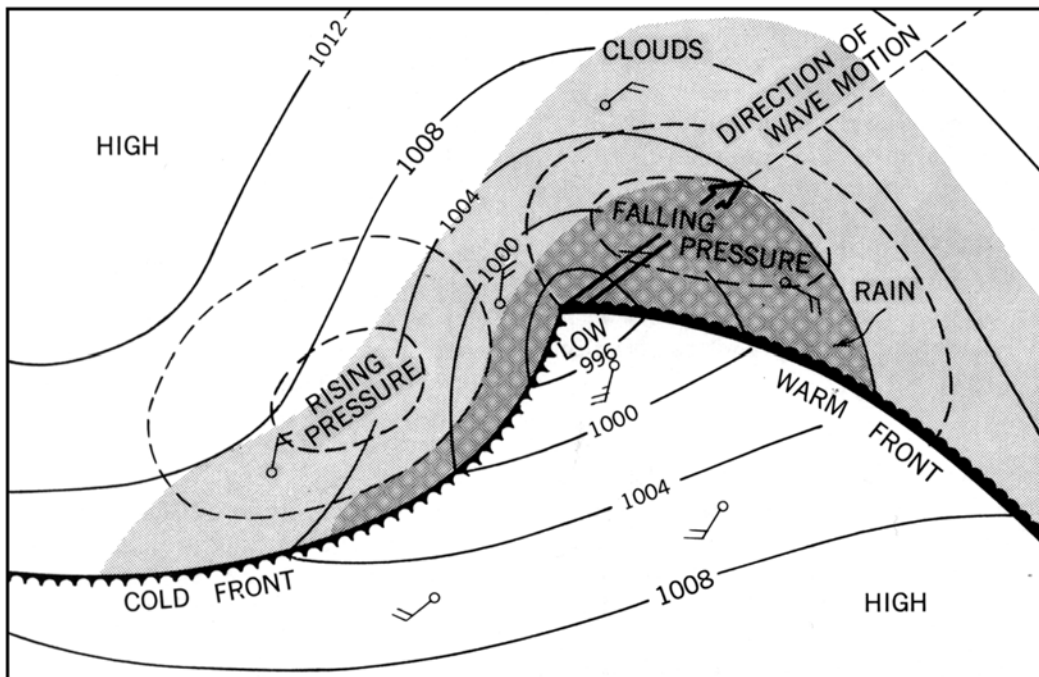 1012
CLOUDS
DIRECTION OF
WAVE MOTION
HIGH
1008
1004
1000
FALLING
PRESSURE
RAIN
LOW
996
RISING
PRESSURE
WARM FRONT
1000
1004
COLD FRONT
1008
HIGH